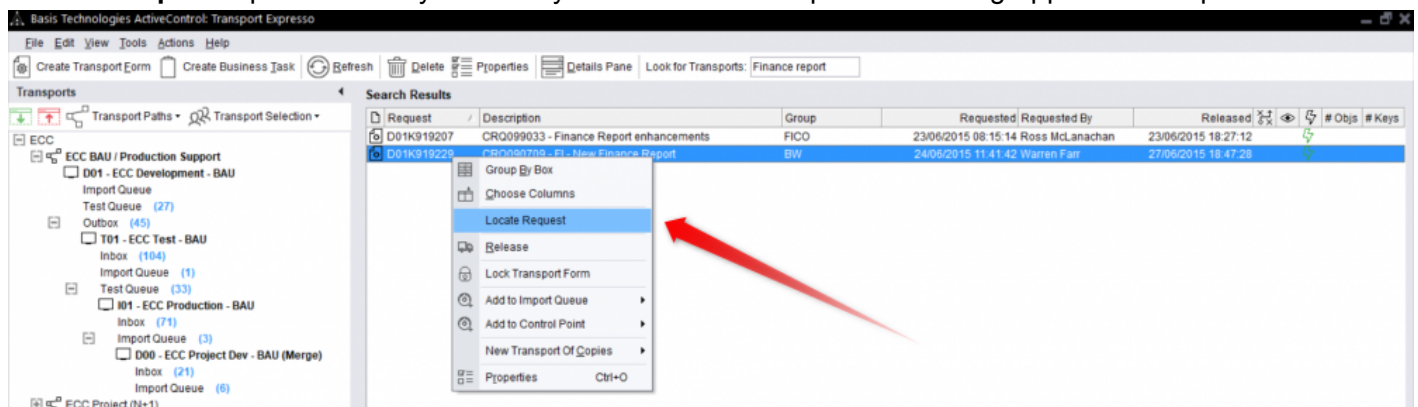 Basis Technologies ActiveControl: Transport Expresso
File Edit View Tools Actions Help
Create Transport Form Create Business Task Refresh Delete Properties Details Pane Look for Transports: Finance report
Transports
Transport Paths Transport Selection
ECC
ECC BAU / Production Support
D01 - ECC Development - BAU
Import Queue
Test Queue (27)
Outbox (45)
T01 - ECC Test - BAU
Inbox (104)
Import Queue (1)
Test Queue (33)
I01 - ECC Production - BAU
Inbox (71)
Import Queue (3)
D00 - ECC Project Dev - BAU (Merge)
Inbox (21)
Import Queue (6)
ECC Project (N+1)
Search Results
Request / Description Group Requested Requested By Released # Objs # Keys
D01K919207 CRQ099033 - Finance Report enhancements FICO 23/06/2015 08:15:14 Ross McLanachan 23/06/2015 18:27:12
D01K919229 CRQ090709 - FI - New Finance Report BW 24/06/2015 11:41:42 Warren Farr 27/06/2015 18:47:28
Group By Box
Choose Columns
Locate Request
Release
Lock Transport Form
Add to Import Queue
Add to Control Point
New Transport Of Copies
Properties Ctrl+O